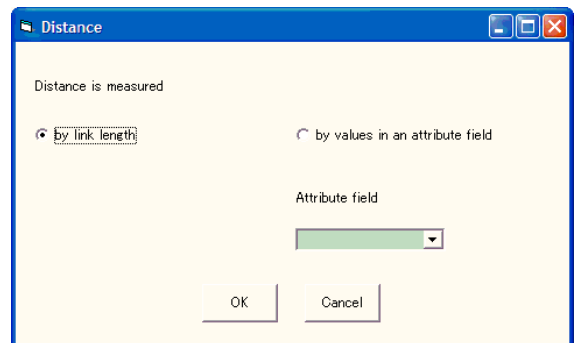 Distance
Distance is measured
by link length
by values in an attribute field
Attribute field
OK
Cancel